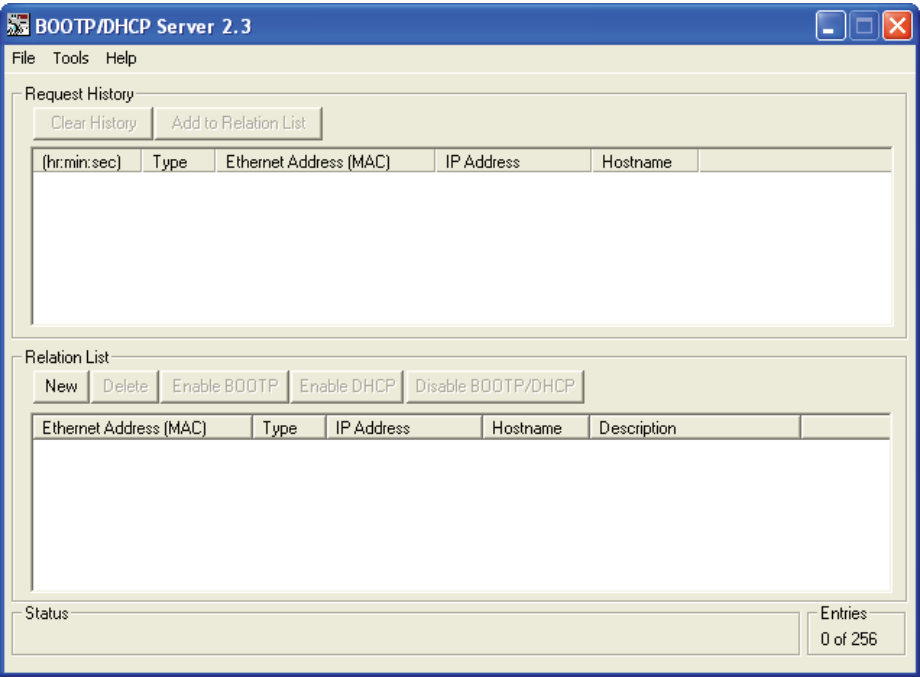 BOOTP/DHCP Server 2.3
File Tools Help
Request History
Clear History Add to Relation List
(hr:min:sec) Type Ethernet Address (MAC) IP Address Hostname
Relation List
New Delete Enable BOOTP Enable DHCP Disable BOOTP/DHCP
Ethernet Address (MAC) Type IP Address Hostname Description
Status
Entries
0 of 256